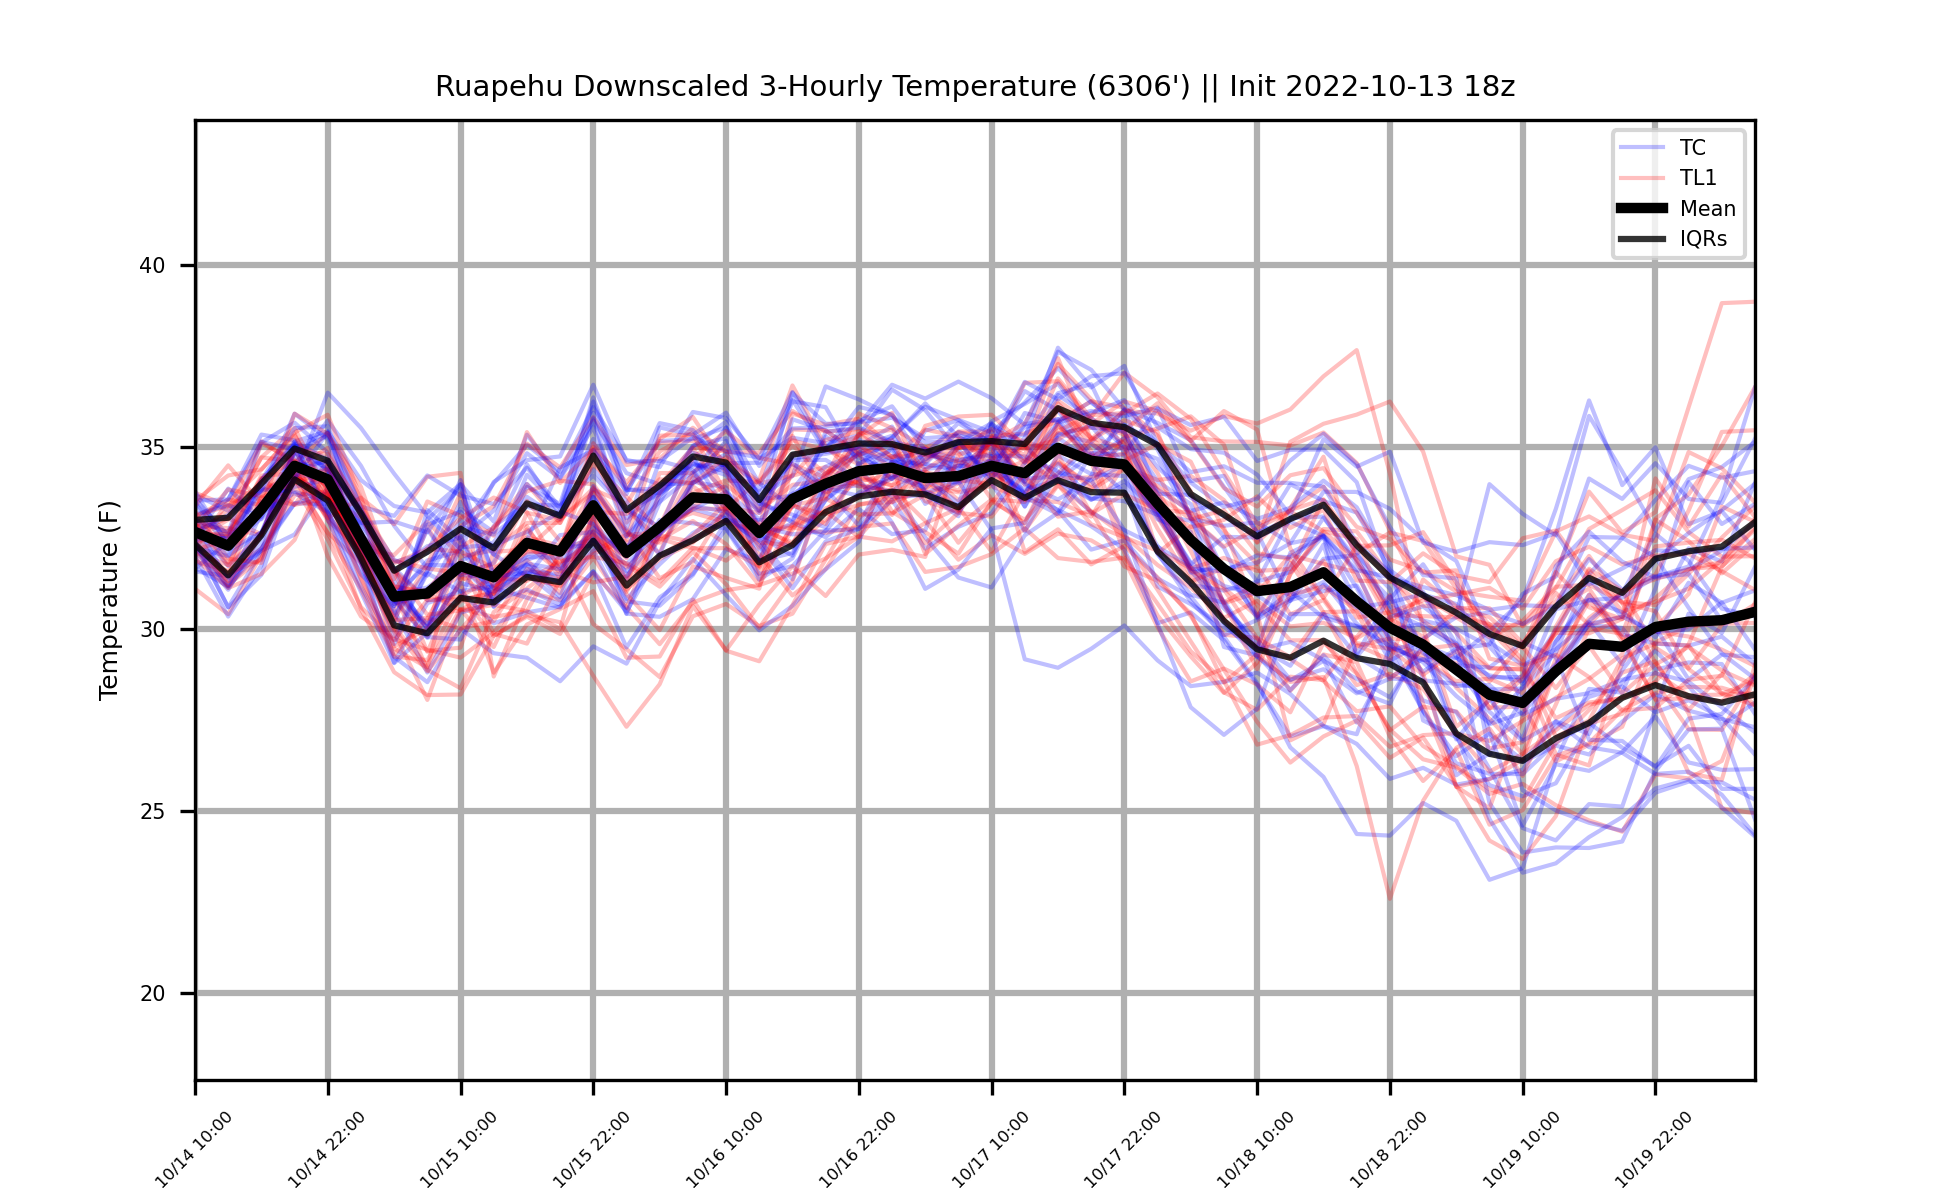 Ruapehu Downscaled 3-Hourly Temperature (6306') || Init 2022-10-13 18z
TC
TL1
Mean
IQRs
Temperature (F)
40
35
30
25
20
10/14 10:00
10/14 22:00
10/15 10:00
10/15 22:00
10/16 10:00
10/16 22:00
10/17 10:00
10/17 22:00
10/18 10:00
10/18 22:00
10/19 10:00
10/19 22:00